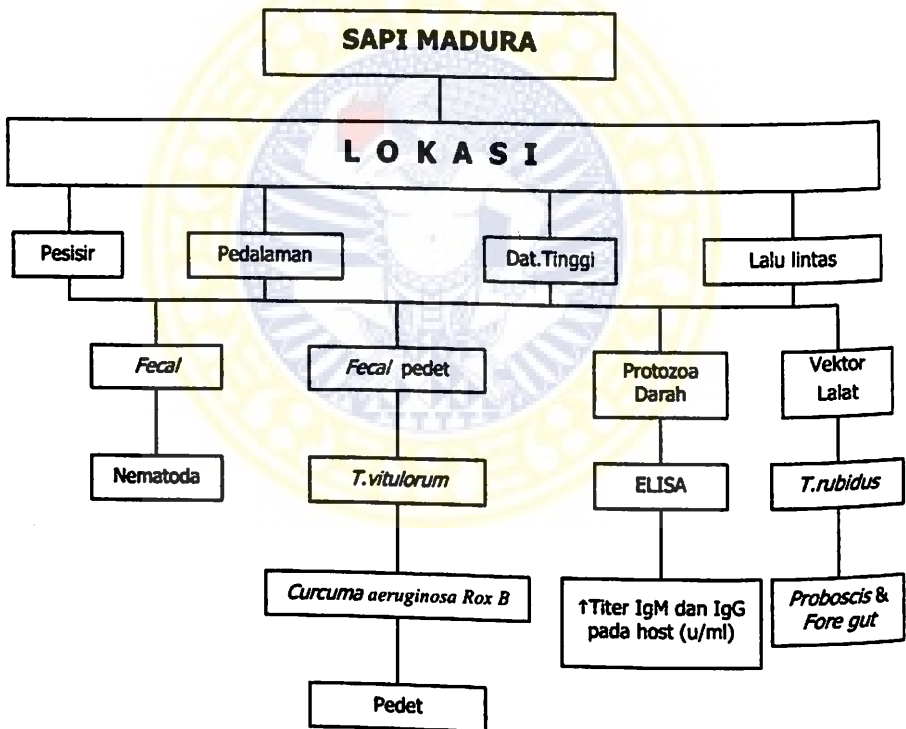 SAPI MADURA
L O K A S I
Pesisir
Pedalaman
Dat.Tinggi
Lalu lintas
Fecal
Fecal pedet
Protozoa
Darah
Vektor
Lalat
Nematoda
T.vitulorum
ELISA
T.rubidus
Curcuma aeruginosa Rox B
↑Titer IgM dan IgG
pada host (u/ml)
Proboscis &
Fore gut
Pedet